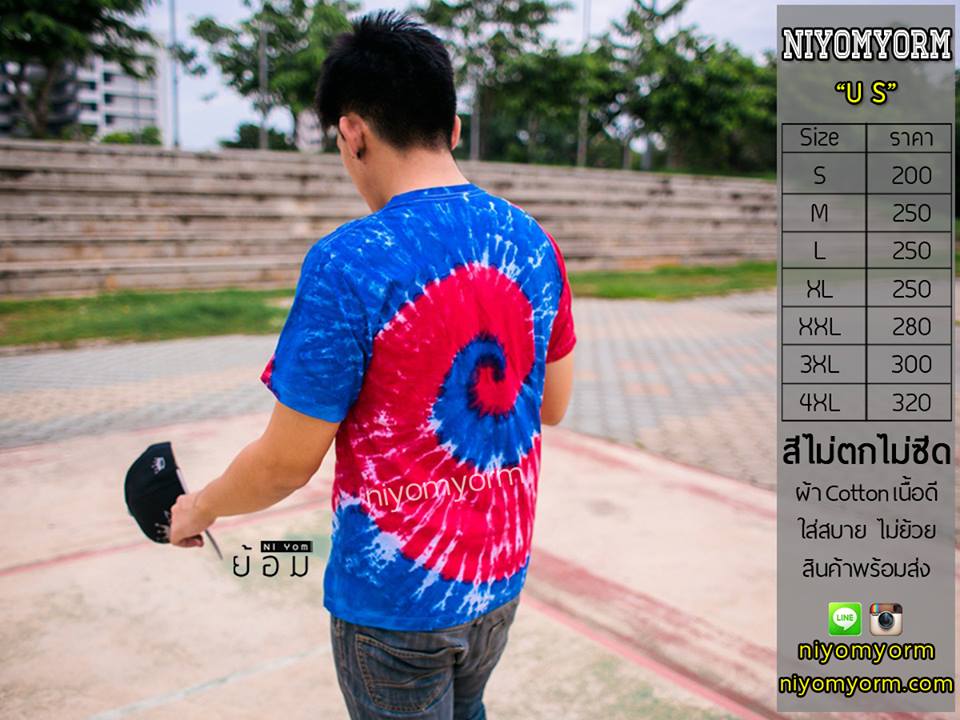 NIYOMYORM
“U S”
Size ราคา
S 200
M 250
L 250
XL 250
XXL 280
3XL 300
4XL 320
สีไม่ตกไม่ซีด
ผ้า Cotton เนื้อดี
ใส่สบาย ไม่ย้วย
สินค้าพร้อมส่ง
LINE
niyomyorm
niyomyorm.com
niyomyorm
NI Yom
ย้อม